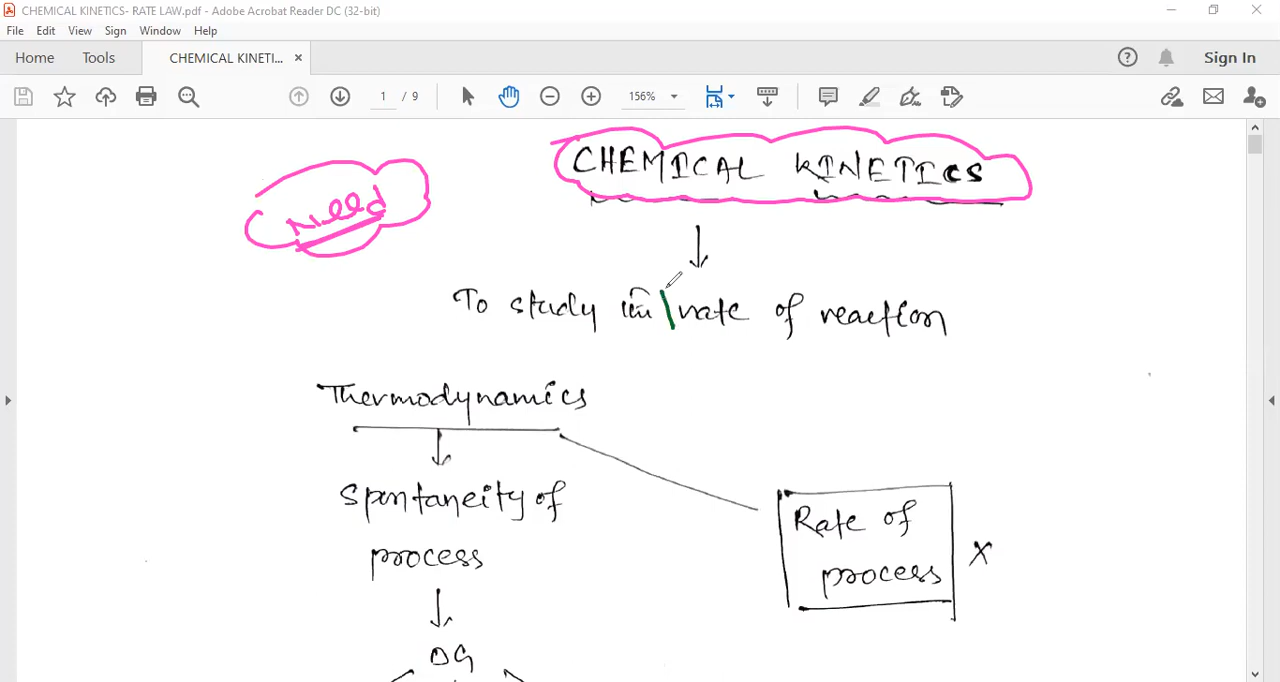 CHEMICAL KINETICS- RATE LAW.pdf - Adobe Acrobat Reader DC (32-bit)
File Edit View Sign Window Help
Home Tools CHEMICAL KINETI... × Sign In
1 / 9 156%
CHEMICAL KINETICS
Need
To study rate of reaction
Thermodynamics
Spontaneity of
process
Rate of
process X
ΔG